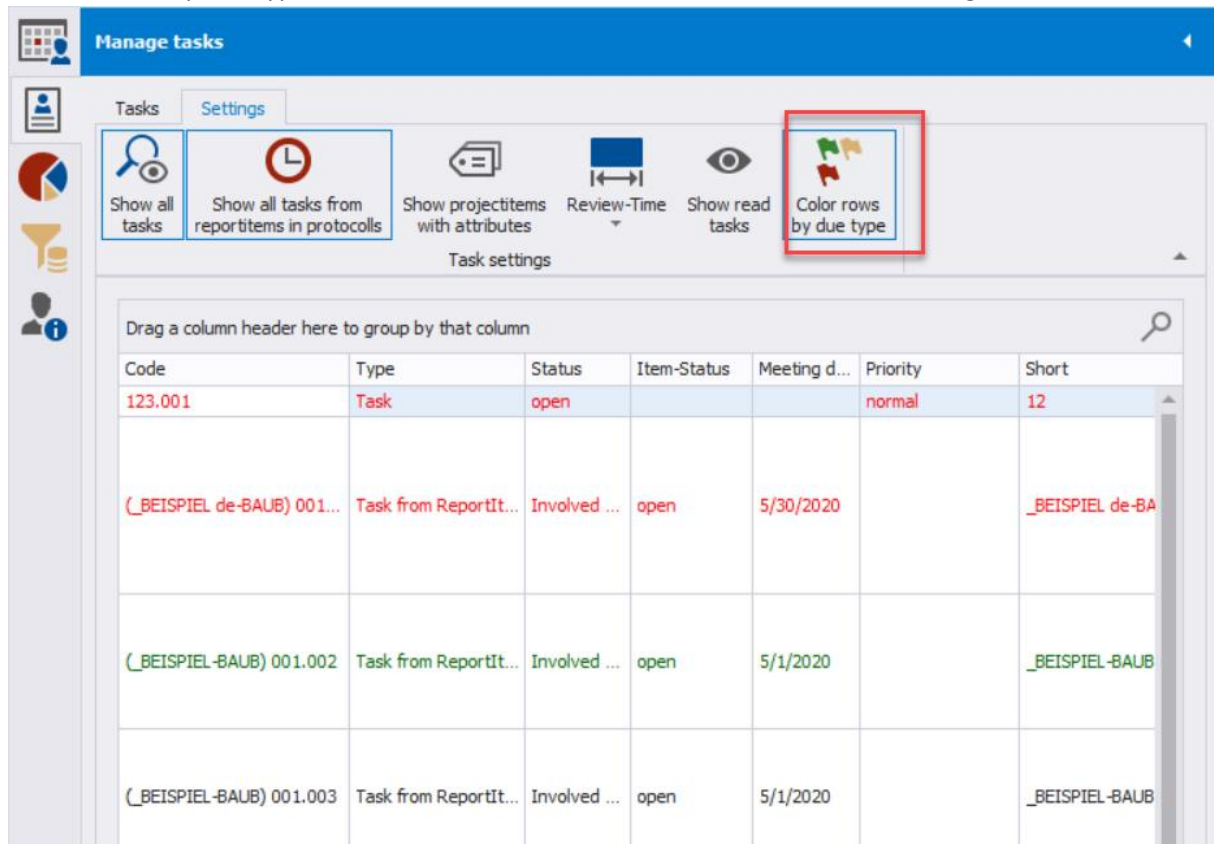 Manage tasks
Tasks Settings
Show all tasks
Show all tasks from reportitems in protocolls
Show projectitems with attributes
Review-Time
Show read tasks
Color rows by due type
Task settings
Drag a column header here to group by that column
Code Type Status Item-Status Meeting d... Priority Short
123.001 Task open normal 12
(_BEISPIEL de-BAUB) 001... Task from ReportIt... Involved ... open 5/30/2020 _BEISPIEL de-BA
(_BEISPIEL-BAUB) 001.002 Task from ReportIt... Involved ... open 5/1/2020 _BEISPIEL-BAUB
(_BEISPIEL-BAUB) 001.003 Task from ReportIt... Involved ... open 5/1/2020 _BEISPIEL-BAUB